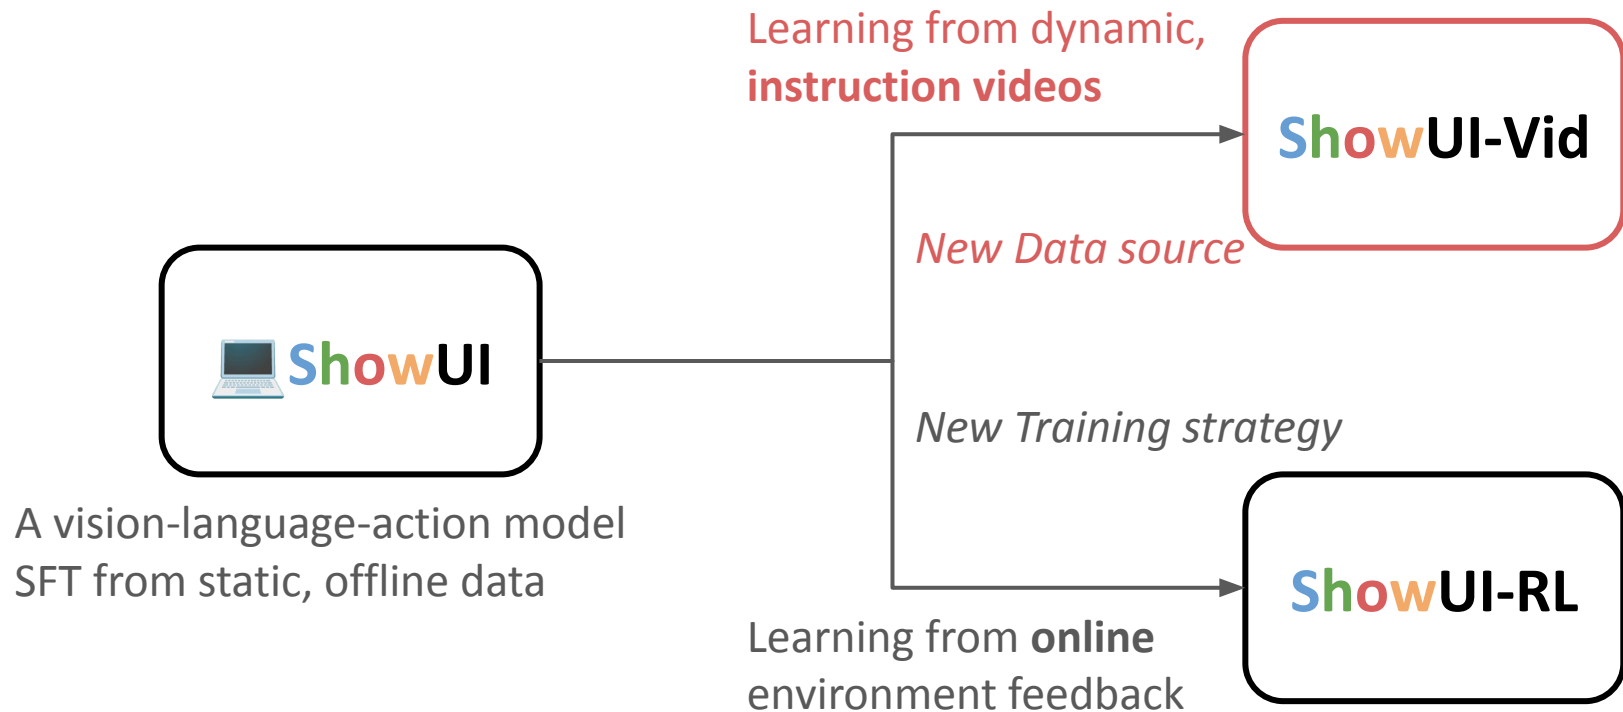 Learning from dynamic,
instruction videos
ShowUI-Vid
New Data source
ShowUI
New Training strategy
A vision-language-action model
SFT from static, offline data
ShowUI-RL
Learning from online
environment feedback